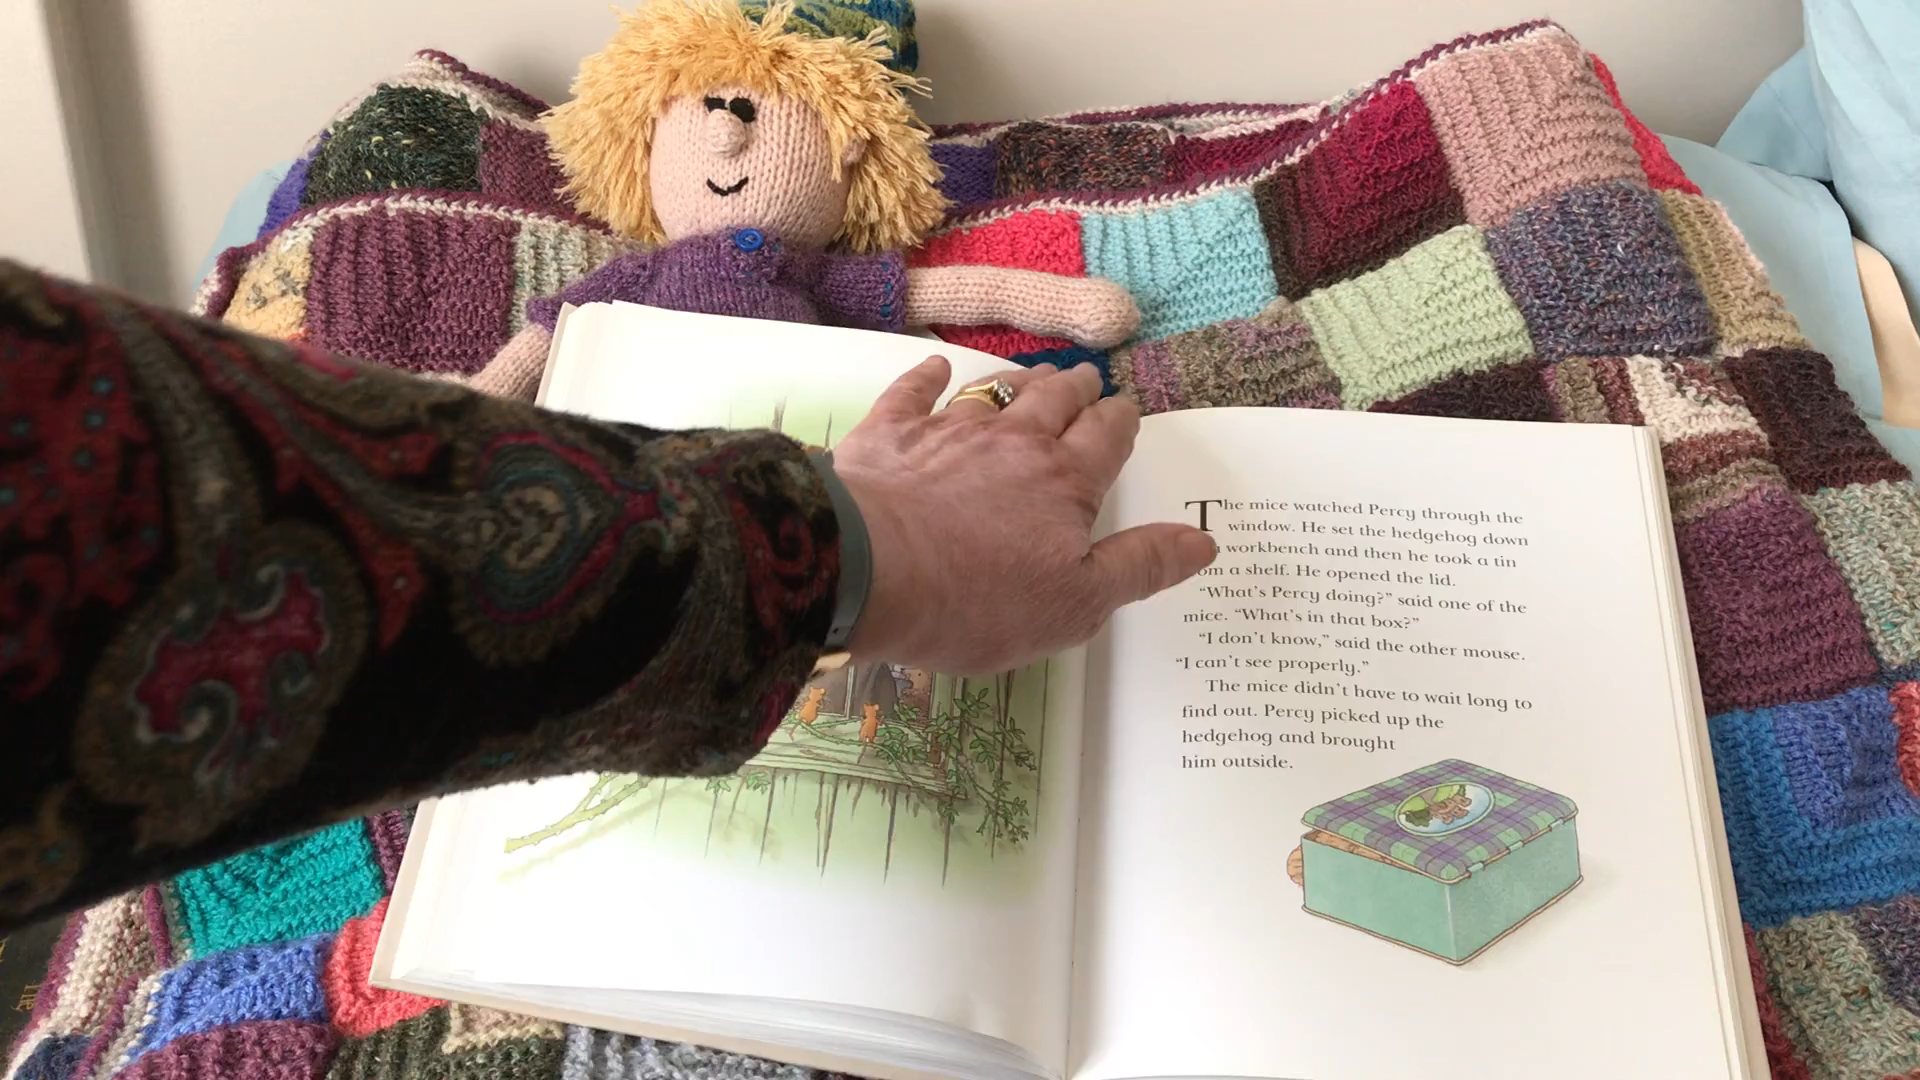 The mice watched Percy through the
window. He set the hedgehog down
workbench and then he took a tin
a shelf. He opened the lid.
“What’s Percy doing?” said one of the
mice. “What’s in that box?”
“I don’t know,” said the other mouse.
“I can’t see properly.”
The mice didn’t have to wait long to
find out. Percy picked up the
hedgehog and brought
him outside.